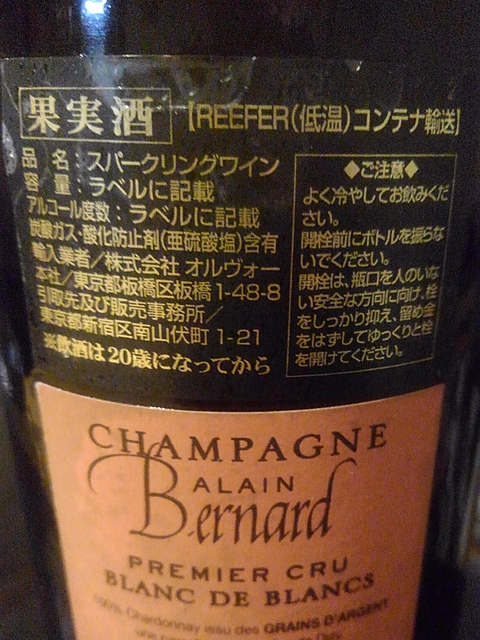 果実酒 【REEFER(低温)コンテナ輸送】
品 名:スパークリングワイン
容 量:ラベルに記載
アルコール度数:ラベルに記載
炭酸ガス・酸化防止剤(亜硫酸塩)含有
輸入業者/株式会社 オルヴォー
本社/東京都板橋区板橋1-48-8
引取先及び販売事務所/
東京都新宿区南山伏町1-21
※飲酒は20歳になってから
◆ご注意◆
よく冷やしてお飲みくだ
さい。
開栓前にボトルを振らな
いでください。
開栓は、瓶口を人のいな
い安全な方向に向け、栓
をしっかり抑え、留め金
をはずしてゆっくりと栓
を開けてください。
CHAMPAGNE
ALAIN
Bernard
PREMIER CRU
BLANC DE BLANCS
100% Chardonnay issu des GRAINS D'ARGENT
une